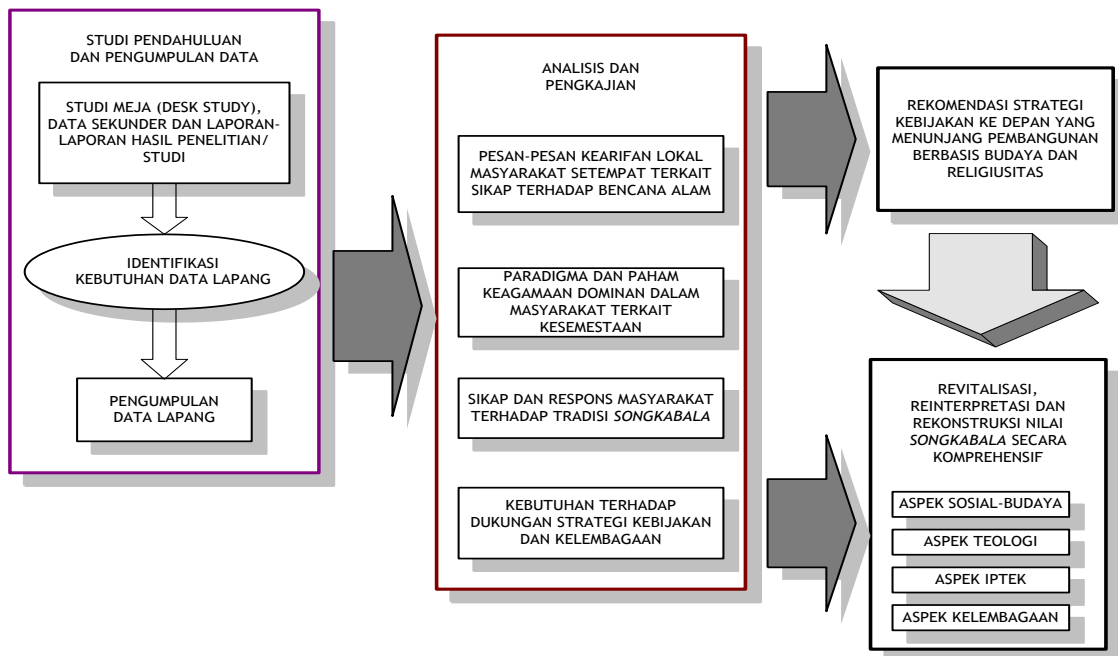 STUDI PENDAHULUAN
DAN PENGUMPULAN DATA
STUDI MEJA (DESK STUDY),
DATA SEKUNDER DAN LAPORAN-
LAPORAN HASIL PENELITIAN/
STUDI
IDENTIFIKASI
KEBUTUHAN DATA LAPANG
PENGUMPULAN
DATA LAPANG
ANALISIS DAN
PENGKAJIAN
PESAN-PESAN KEARIFAN LOKAL
MASYARAKAT SETEMPAT TERKAIT
SIKAP TERHADAP BENCANA ALAM
PARADIGMA DAN PAHAM
KEAGAMAAN DOMINAN DALAM
MASYARAKAT TERKAIT
KESEMESTAAN
SIKAP DAN RESPONS MASYARAKAT
TERHADAP TRADISI SONGKABALA
KEBUTUHAN TERHADAP
DUKUNGAN STRATEGI KEBIJAKAN
DAN KELEMBAGAAN
REKOMENDASI STRATEGI
KEBIJAKAN KE DEPAN YANG
MENUNJANG PEMBANGUNAN
BERBASIS BUDAYA DAN
RELIGIUSITAS
REVITALISASI,
REINTERPRETASI DAN
REKONSTRUKSI NILAI
SONGKABALA SECARA
KOMPREHENSIF
ASPEK SOSIAL-BUDAYA
ASPEK TEOLOGI
ASPEK IPTEK
ASPEK KELEMBAGAAN